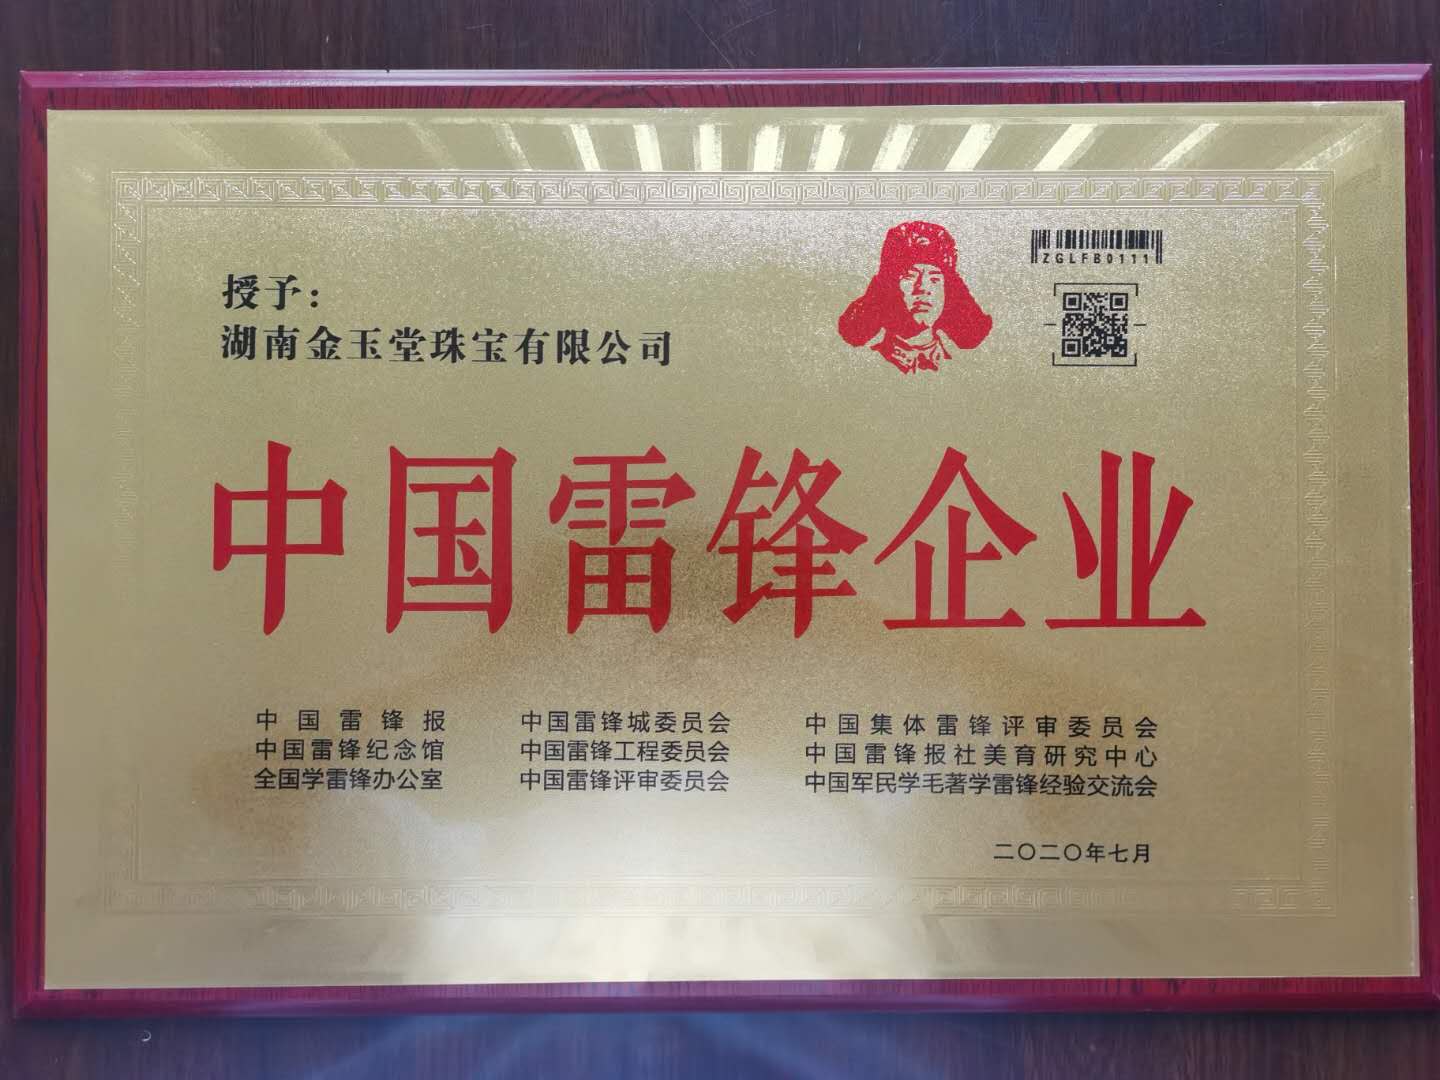 授予：
湖南金玉堂珠宝有限公司
ZGLFB0111
中国雷锋企业
中国雷锋报
中国雷锋纪念馆
全国学雷锋办公室
中国雷锋城委员会
中国雷锋工程委员会
中国雷锋评审委员会
中国集体雷锋评审委员会
中国雷锋报社美育研究中心
中国军民学毛著学雷锋经验交流会
二〇二〇年七月